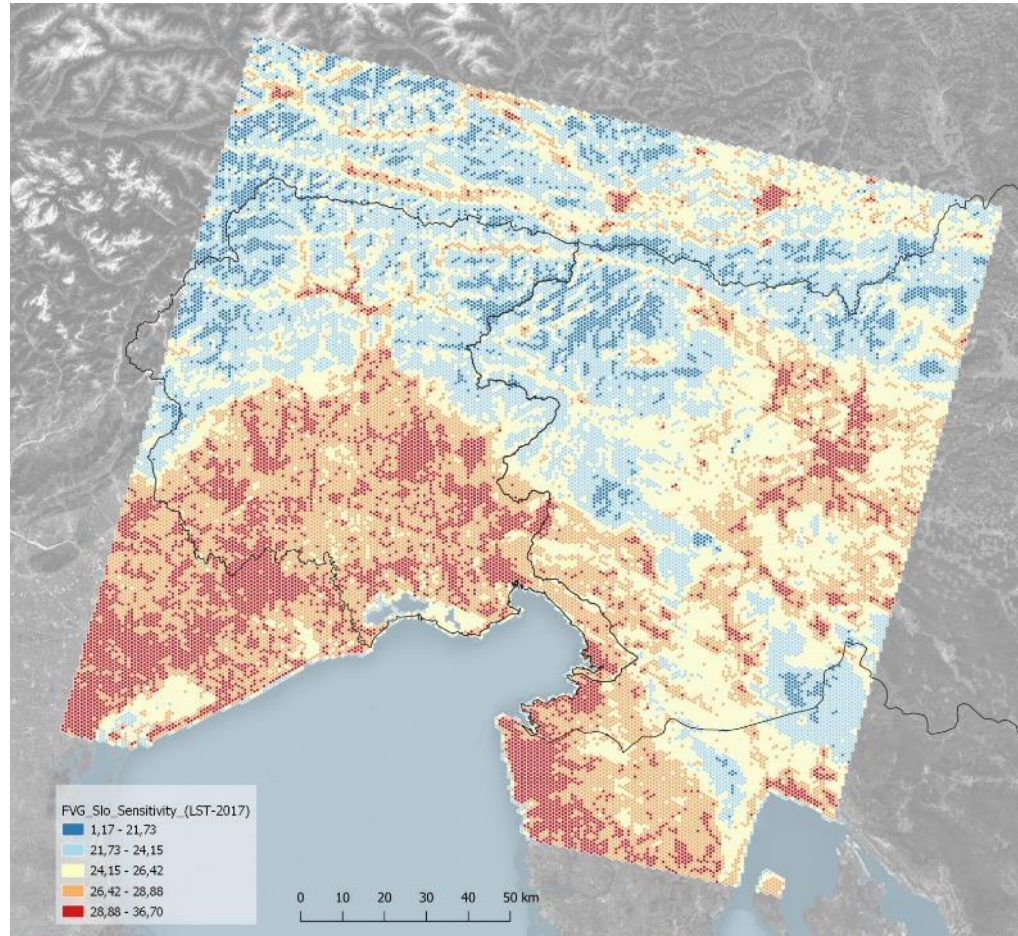 FVG_Slo_Sensitivity_(LST-2017)
1,17 - 21,73
21,73 - 24,15
24,15 - 26,42
26,42 - 28,88
28,88 - 36,70
0 10 20 30 40 50 km